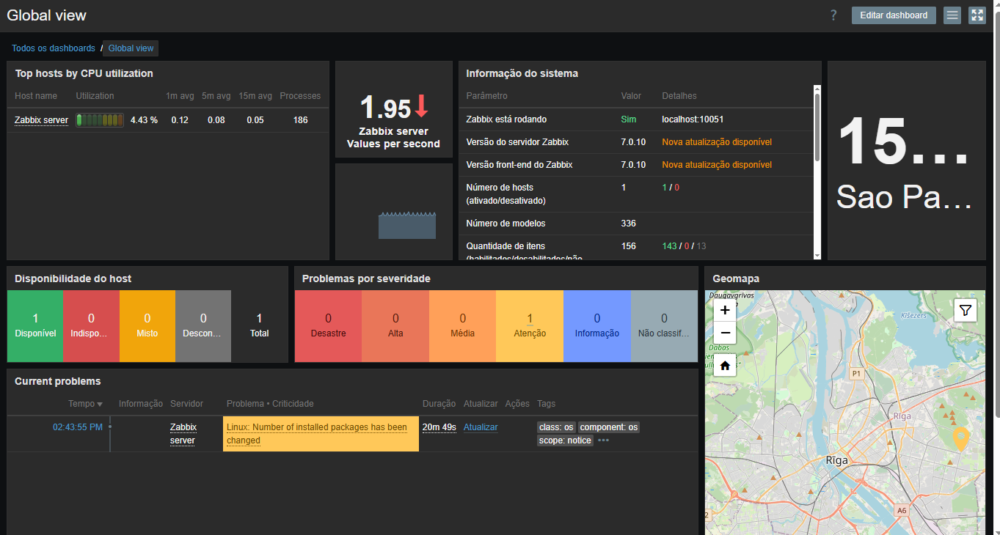 Global view
?
Editar dashboard
Todos os dashboards / Global view
Top hosts by CPU utilization
Host name Utilization 1m avg 5m avg 15m avg Processes
Zabbix server 4.43 % 0.12 0.08 0.05 186
1.95
Zabbix server
Values per second
Informação do sistema
Parâmetro Valor Detalhes
Zabbix está rodando Sim localhost:10051
Versão do servidor Zabbix 7.0.10 Nova atualização disponível
Versão front-end do Zabbix 7.0.10 Nova atualização disponível
Número de hosts
(ativado/desativado) 1 1 / 0
Número de modelos 336
Quantidade de itens 156 143 / 0 / 13
(habilitados/desabilitados/não
15...
Sao Pa...
Disponibilidade do host
1 0 0 0 1
Disponível Indispo... Misto Descon... Total
Problemas por severidade
0 0 0 1 0 0
Desastre Alta Média Atenção Informação Não classif...
Current problems
Tempo ▼ Informação Servidor Problema • Criticidade Duração Atualizar Ações Tags
02:43:55 PM Zabbix server Linux: Number of installed packages has been changed 20m 49s Atualizar class: os component: os
scope: notice •••
Geomapa
Daugavgrīvas
+
−
Ķīšezers
Dabas
P1
Rīga
Rīga
A6
2